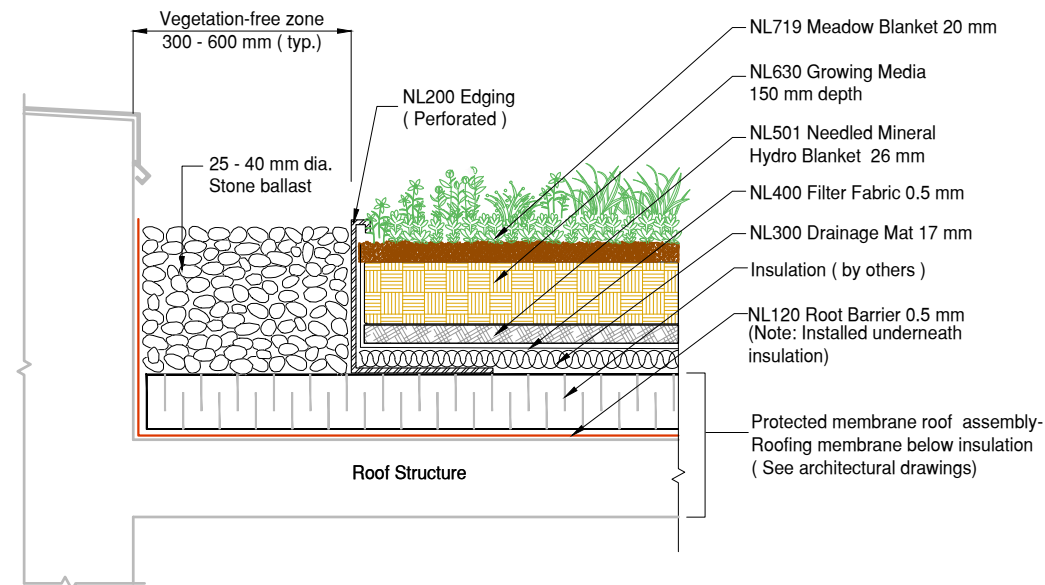 Vegetation-free zone
300 - 600 mm ( typ.)
NL200 Edging
( Perforated )
25 - 40 mm dia.
Stone ballast
NL719 Meadow Blanket 20 mm
NL630 Growing Media
150 mm depth
NL501 Needled Mineral
Hydro Blanket 26 mm
NL400 Filter Fabric 0.5 mm
NL300 Drainage Mat 17 mm
Insulation ( by others )
NL120 Root Barrier 0.5 mm
(Note: Installed underneath
insulation)
Protected membrane roof assembly-
Roofing membrane below insulation
( See architectural drawings)
Roof Structure